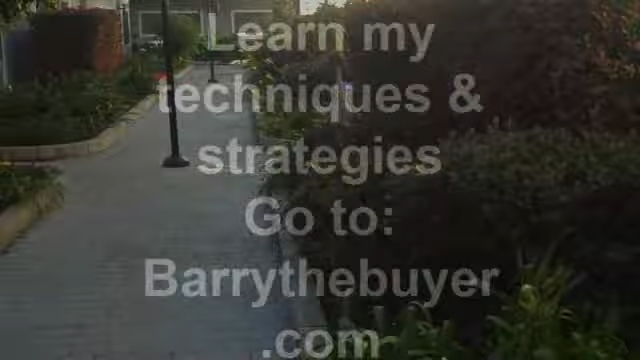 Learn my
techniques &
strategies
Go to:
Barrythebuyer
.com